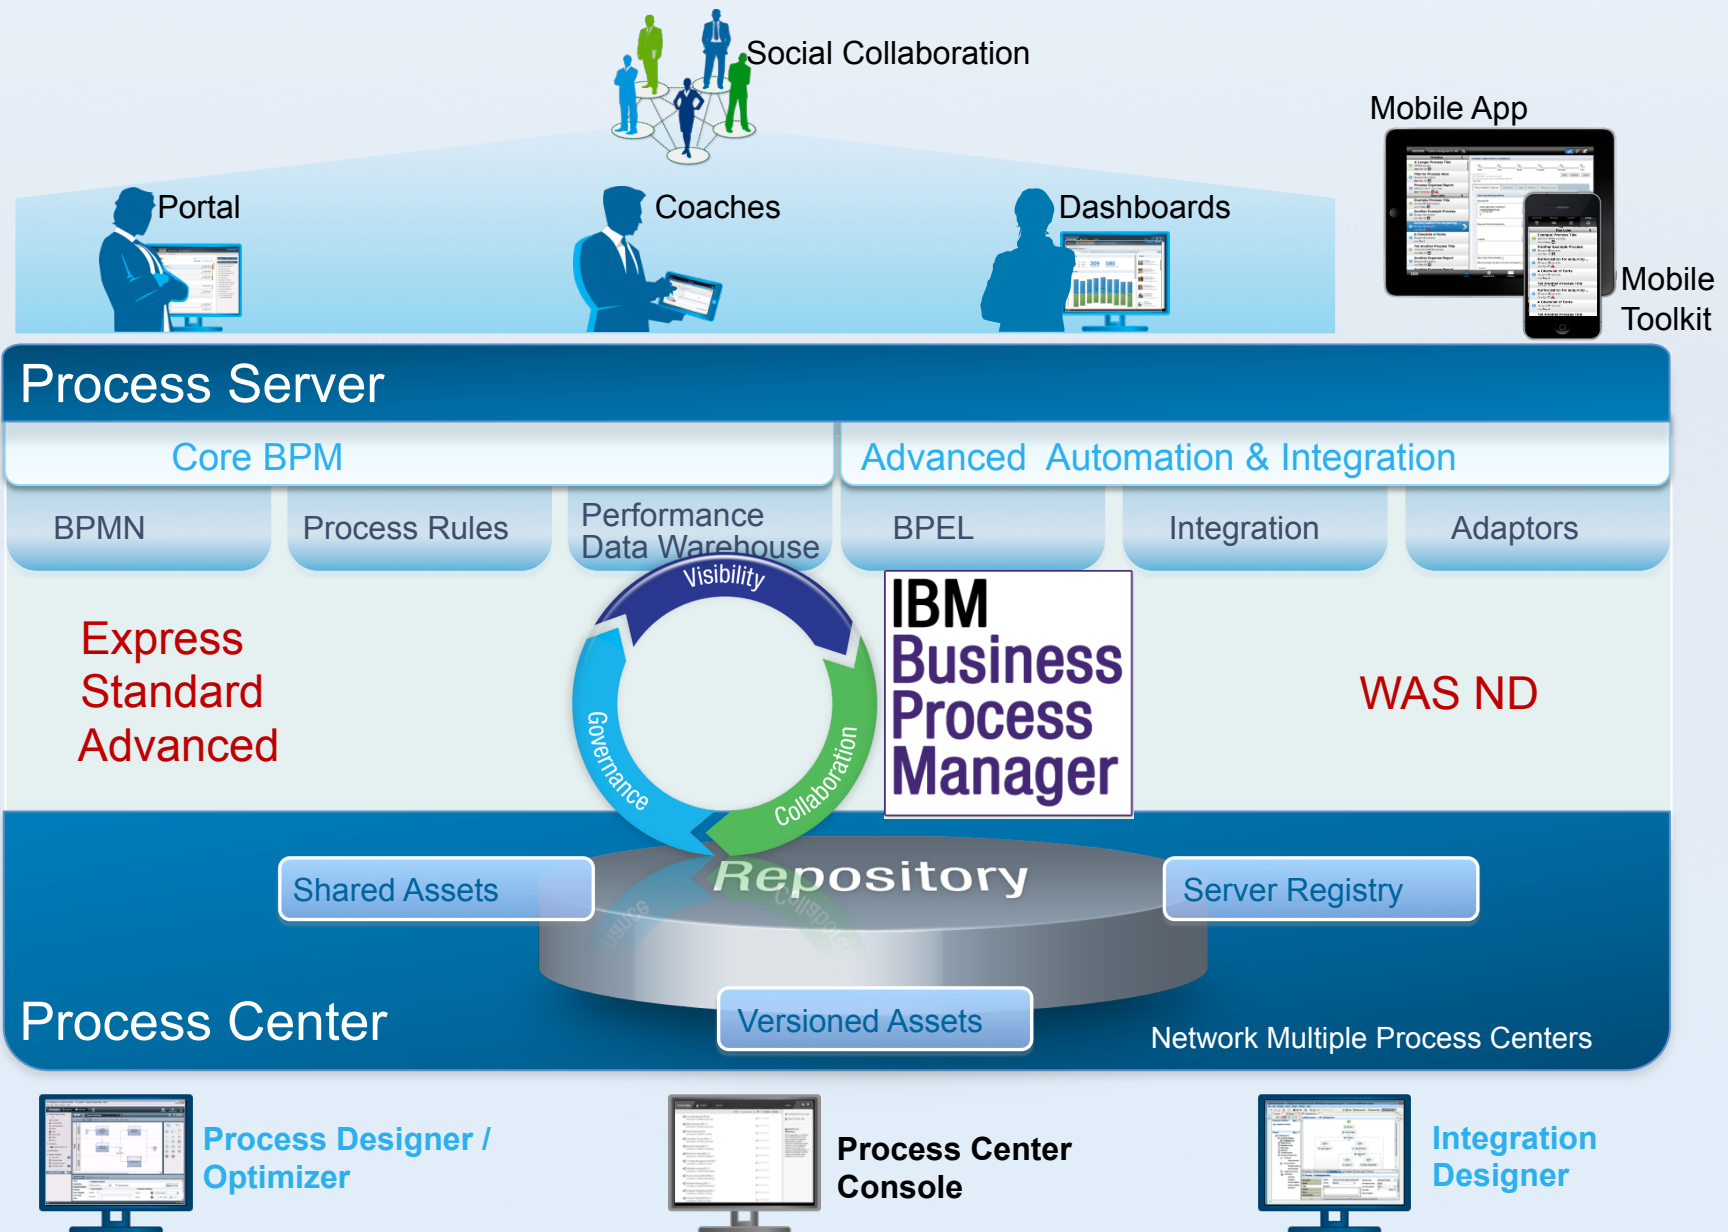 Social Collaboration
Mobile App
Portal
Coaches
Dashboards
Mobile
Toolkit
Process Server
Core BPM
Advanced Automation & Integration
BPMN
Process Rules
Performance
Data Warehouse
BPEL
Integration
Adaptors
Visibility
Governance
Collaboration
IBM
Business
Process
Manager
Express
Standard
Advanced
WAS ND
Repository
Shared Assets
Server Registry
Versioned Assets
Process Center
Network Multiple Process Centers
Process Designer /
Optimizer
Process Center
Console
Integration
Designer